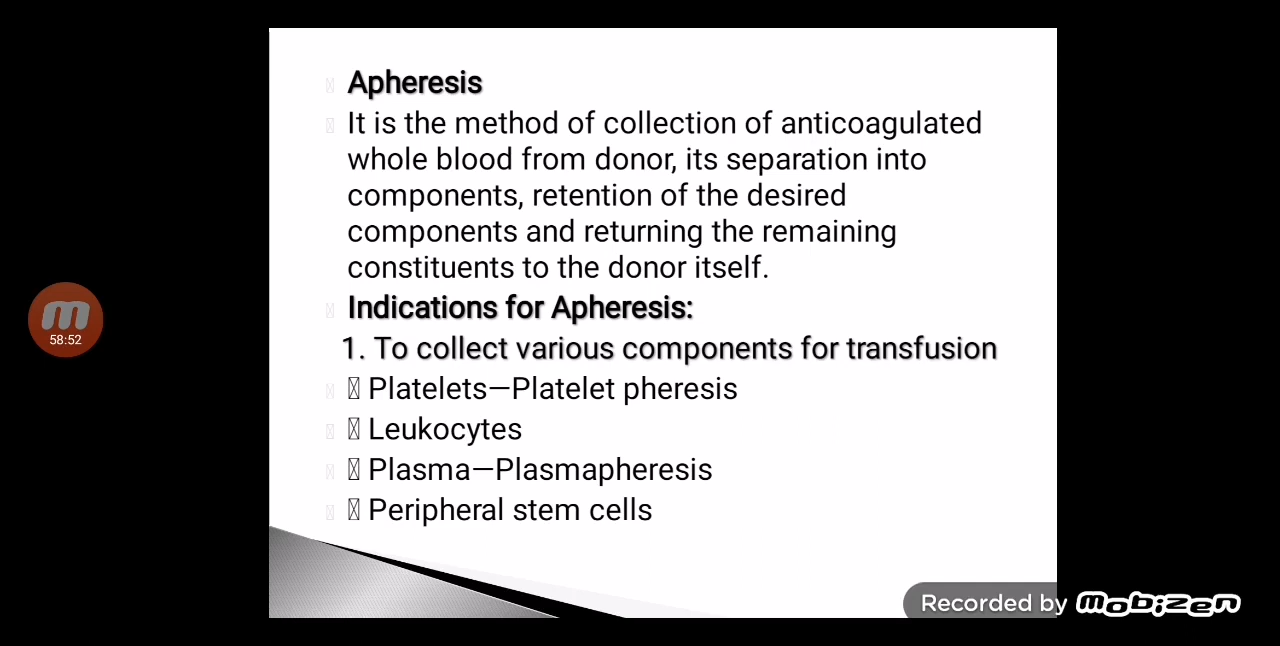 Apheresis
It is the method of collection of anticoagulated
whole blood from donor, its separation into
components, retention of the desired
components and returning the remaining
constituents to the donor itself.
Indications for Apheresis:
1. To collect various components for transfusion
Platelets—Platelet pheresis
Leukocytes
Plasma—Plasmapheresis
Peripheral stem cells
58:52
Recorded by mobizen